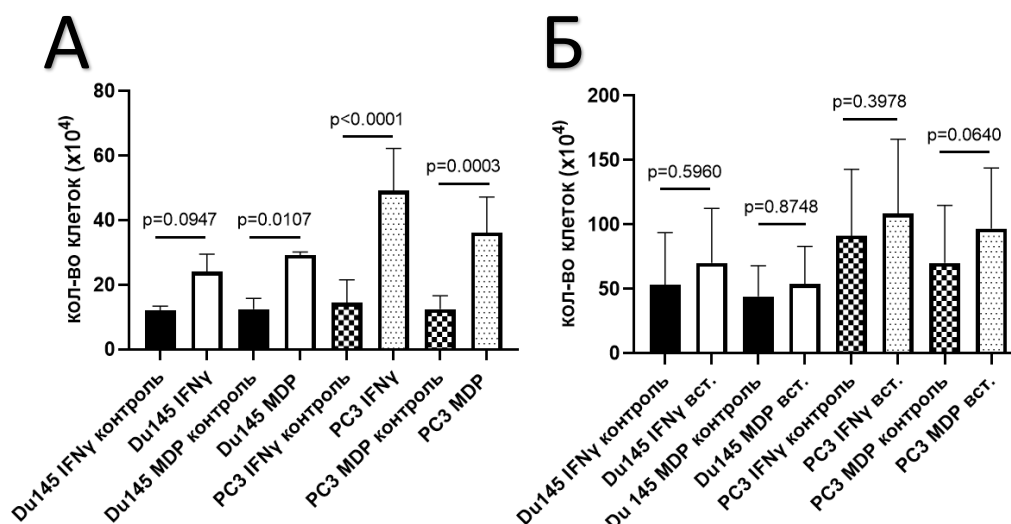 А
кол-во клеток (x10⁴)
80
60
40
20
0
p=0.0947
p=0.0107
p<0.0001
p=0.0003
Du145 IFNγ контроль
Du145 IFNγ
Du145 MDP контроль
Du145 MDP
PC3 IFNγ контроль
PC3 IFNγ
PC3 MDP контроль
PC3 MDP
Б
кол-во клеток (x10⁴)
200
150
100
50
0
p=0.5960
p=0.8748
p=0.3978
p=0.0640
Du145 IFNγ контроль
Du145 IFNγ вст.
Du 145 MDP контроль
Du145 MDP вст.
PC3 IFNγ контроль
PC3 IFNγ вст.
PC3 MDP контроль
PC3 MDP вст.